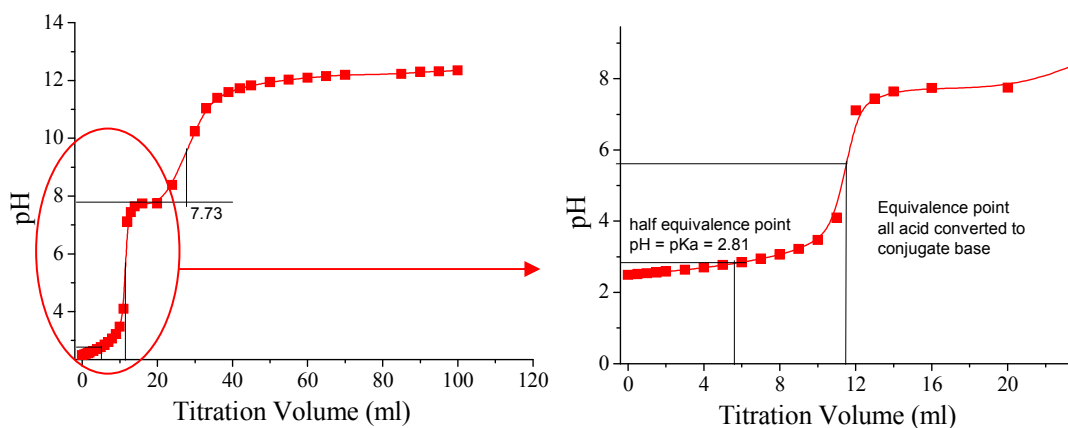 14
12
10
8
6
4
pH
7.73
0 20 40 60 80 100 120
Titration Volume (ml)
8
6
4
2
0
pH
half equivalence point
pH = pKa = 2.81
Equivalence point
all acid converted to
conjugate base
0 4 8 12 16 20
Titration Volume (ml)